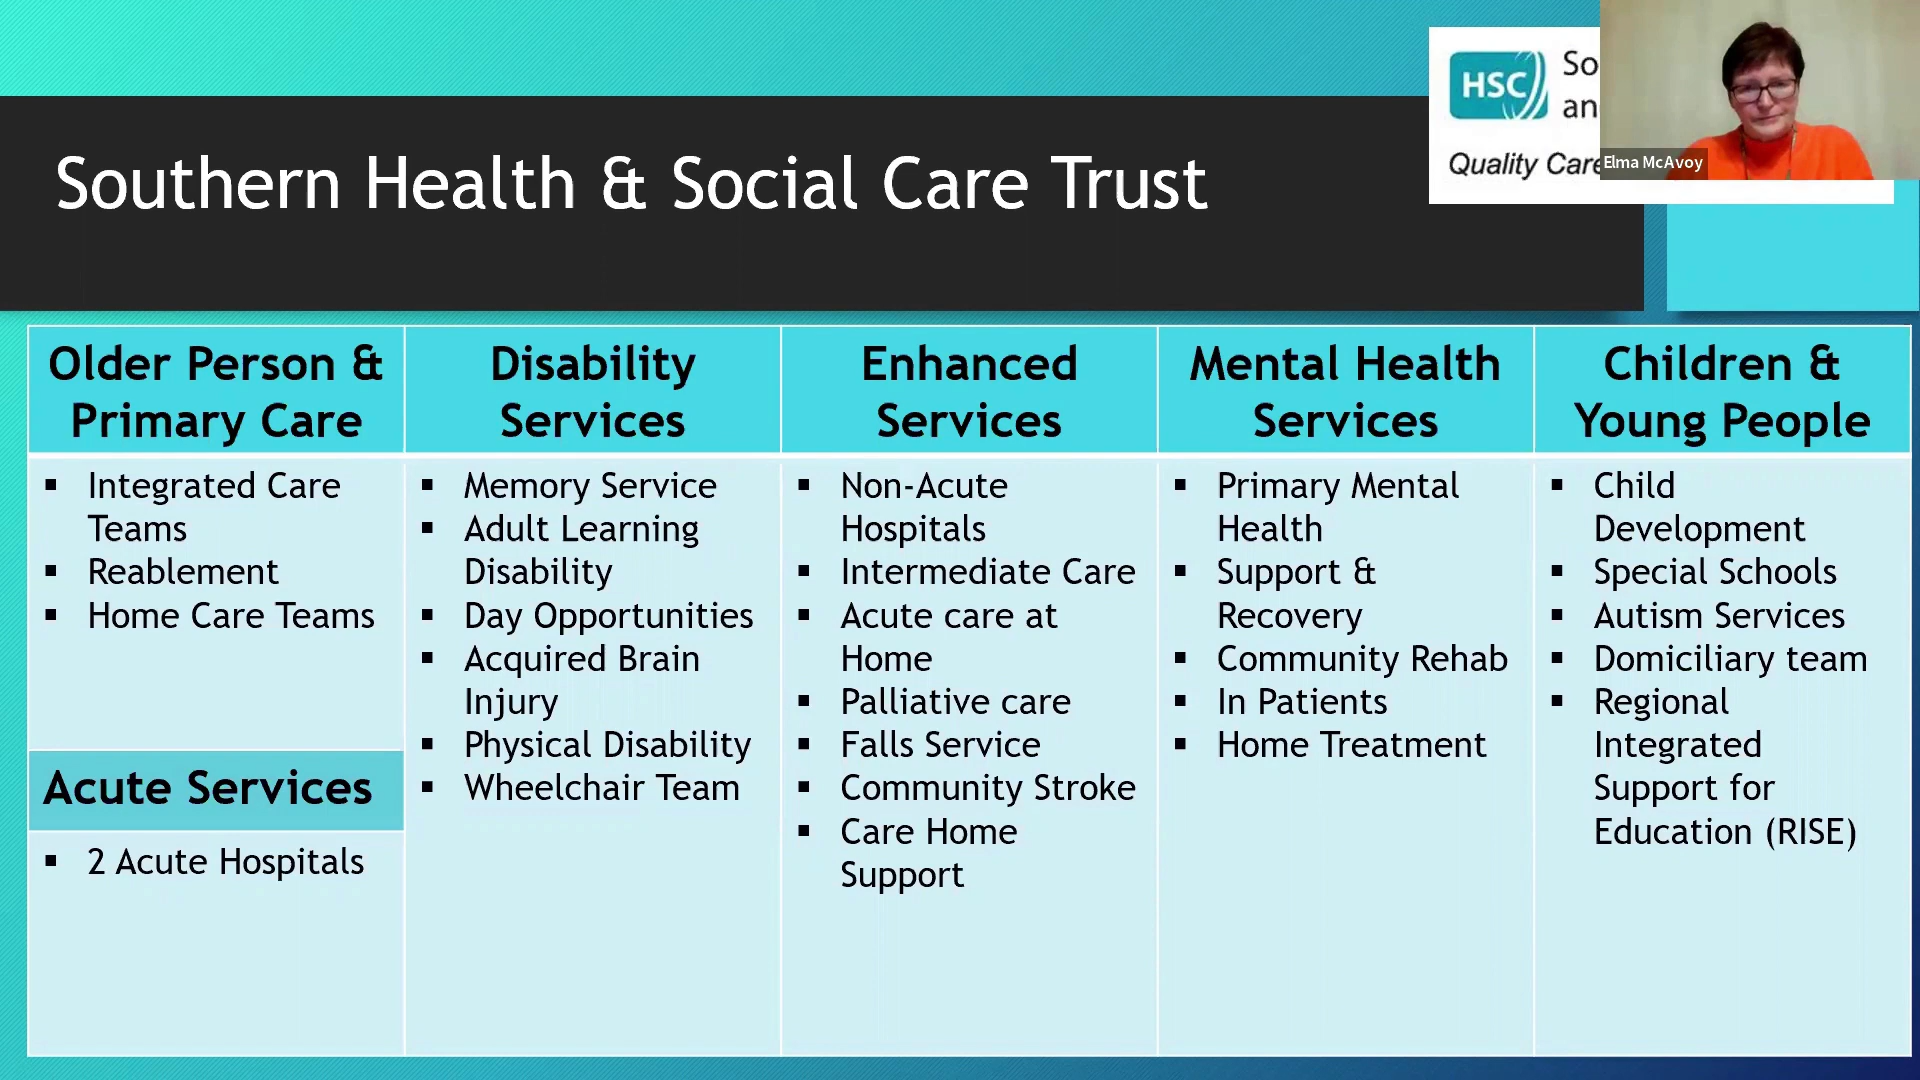 Southern Health & Social Care Trust
HSC
So
an
Quality Care
Elma McAvoy
Older Person &
Primary Care
▪ Integrated Care
Teams
▪ Reablement
▪ Home Care Teams
Acute Services
▪ 2 Acute Hospitals
Disability
Services
▪ Memory Service
▪ Adult Learning
Disability
▪ Day Opportunities
▪ Acquired Brain
Injury
▪ Physical Disability
▪ Wheelchair Team
Enhanced
Services
▪ Non-Acute
Hospitals
▪ Intermediate Care
▪ Acute care at
Home
▪ Palliative care
▪ Falls Service
▪ Community Stroke
▪ Care Home
Support
Mental Health
Services
▪ Primary Mental
Health
▪ Support &
Recovery
▪ Community Rehab
▪ In Patients
▪ Home Treatment
Children &
Young People
▪ Child
Development
▪ Special Schools
▪ Autism Services
▪ Domiciliary team
▪ Regional
Integrated
Support for
Education (RISE)